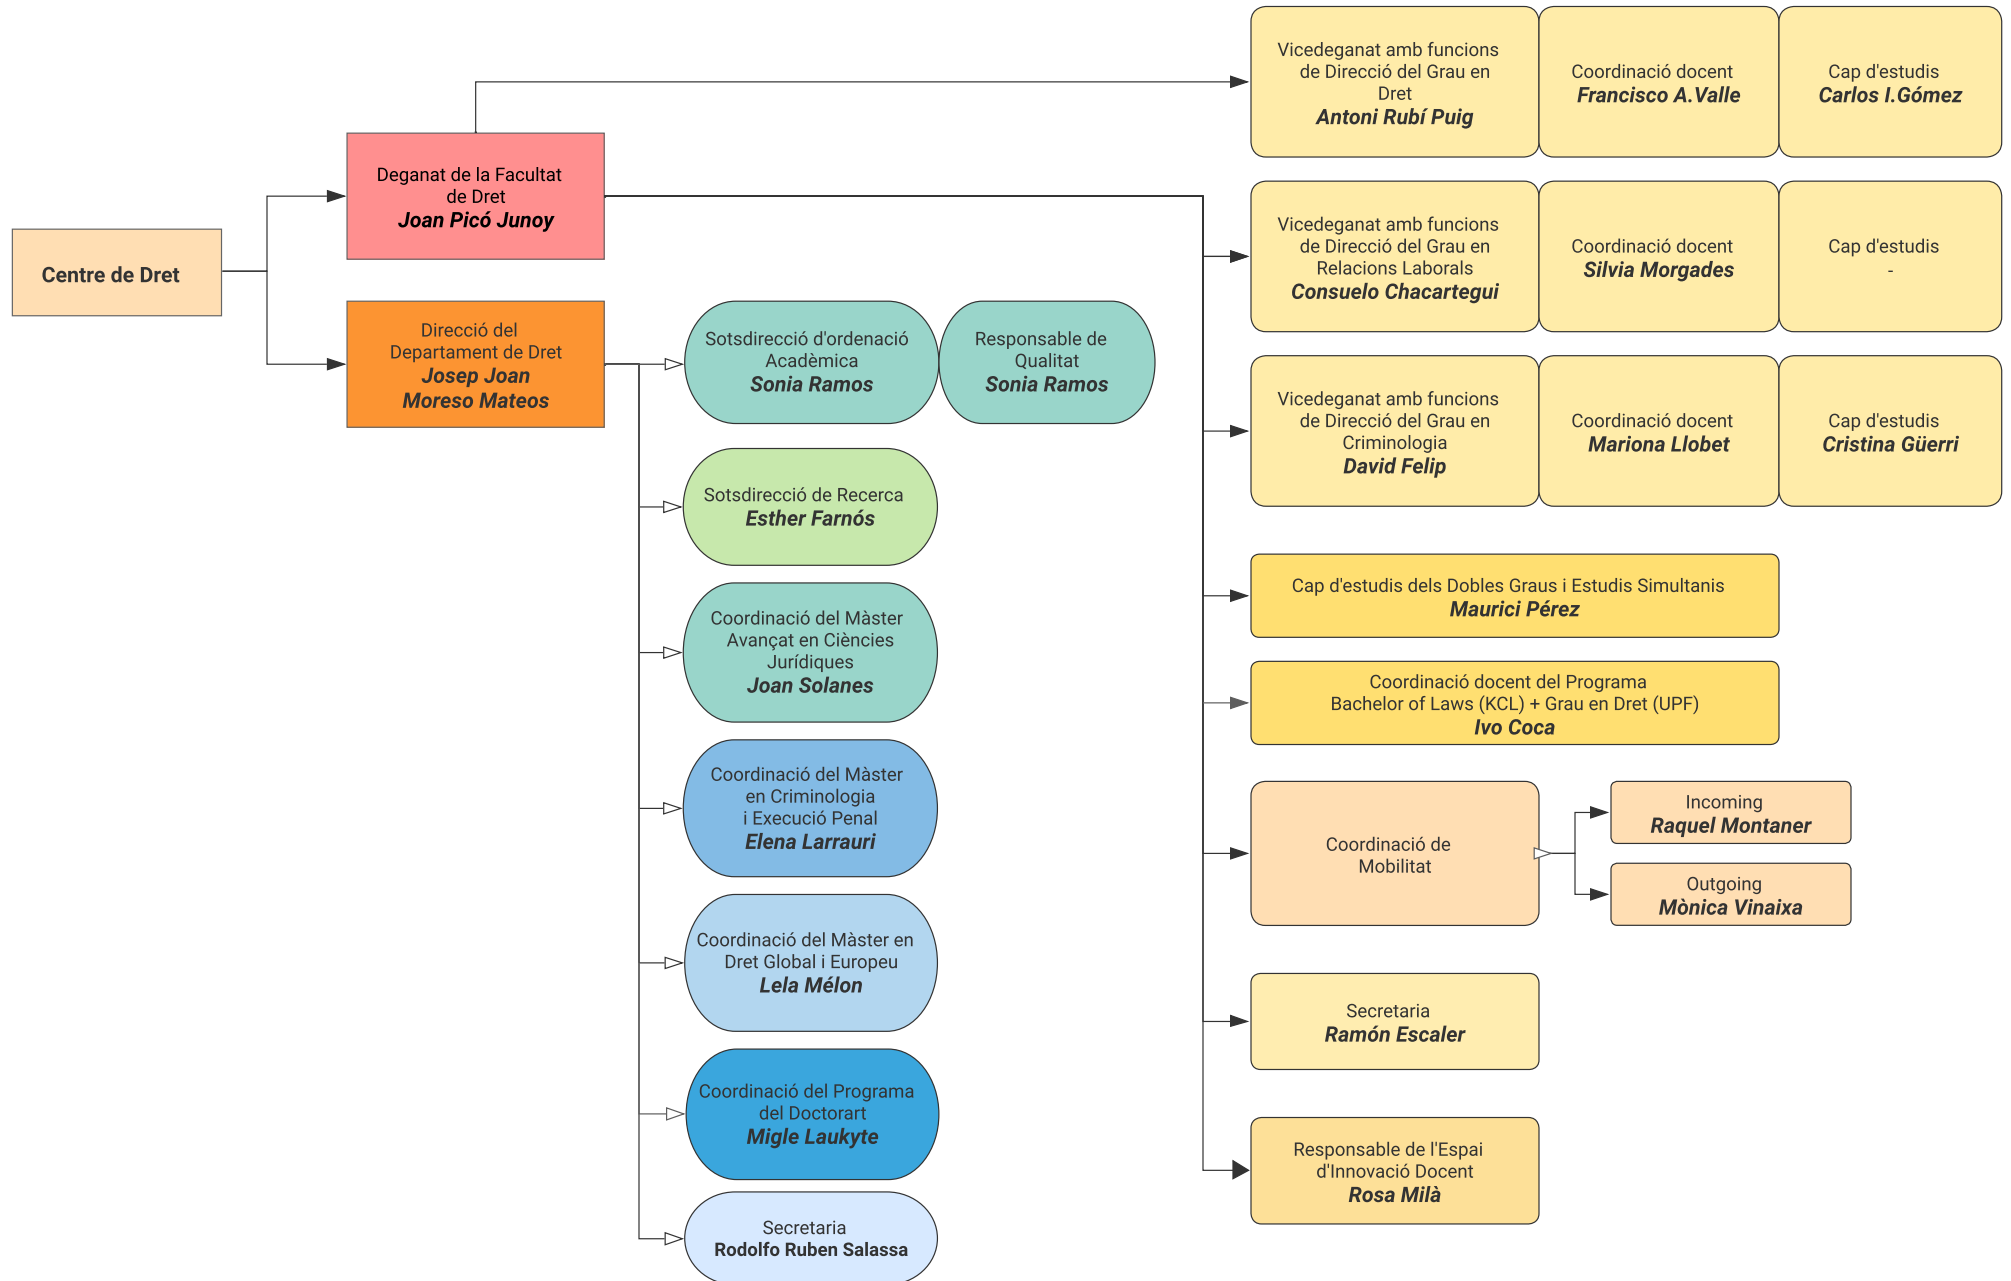 Centre de Dret
Deganat de la Facultat
de Dret
Joan Picó Junoy
Direcció del
Departament de Dret
Josep Joan
Moreso Mateos
Sotsdirecció d'ordenació
Acadèmica
Sonia Ramos
Responsable de
Qualitat
Sonia Ramos
Sotsdirecció de Recerca
Esther Farnós
Coordinació del Màster
Avançat en Ciències
Jurídiques
Joan Solanes
Coordinació del Màster
en Criminologia
i Execució Penal
Elena Larrauri
Coordinació del Màster en
Dret Global i Europeu
Lela Mélon
Coordinació del Programa
del Doctorart
Migle Laukyte
Secretaria
Rodolfo Ruben Salassa
Vicedeganat amb funcions
de Direcció del Grau en
Dret
Antoni Rubí Puig
Coordinació docent
Francisco A.Valle
Cap d'estudis
Carlos I.Gómez
Vicedeganat amb funcions
de Direcció del Grau en
Relacions Laborals
Consuelo Chacartegui
Coordinació docent
Silvia Morgades
Cap d'estudis
-
Vicedeganat amb funcions
de Direcció del Grau en
Criminologia
David Felip
Coordinació docent
Mariona Llobet
Cap d'estudis
Cristina Güerri
Cap d'estudis dels Dobles Graus i Estudis Simultanis
Maurici Pérez
Coordinació docent del Programa
Bachelor of Laws (KCL) + Grau en Dret (UPF)
Ivo Coca
Coordinació de
Mobilitat
Incoming
Raquel Montaner
Outgoing
Mònica Vinaixa
Secretaria
Ramón Escaler
Responsable de l'Espai
d'Innovació Docent
Rosa Milà